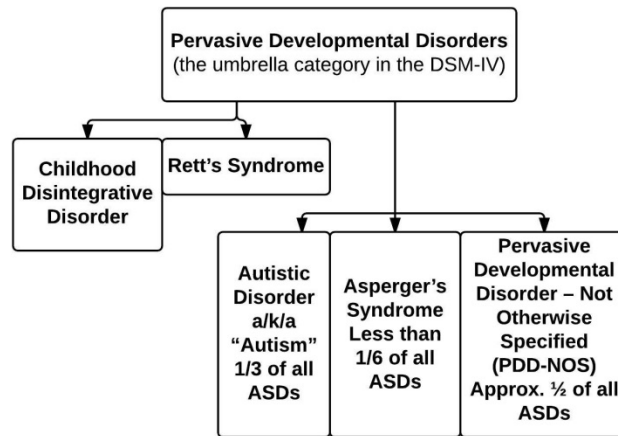 Pervasive Developmental Disorders
(the umbrella category in the DSM-IV)
Childhood
Disintegrative
Disorder
Rett's Syndrome
Autistic
Disorder
a/k/a
“Autism”
1/3 of all
ASDs
Asperger’s
Syndrome
Less than
1/6 of all
ASDs
Pervasive
Developmental
Disorder – Not
Otherwise
Specified
(PDD-NOS)
Approx. ½ of all
ASDs